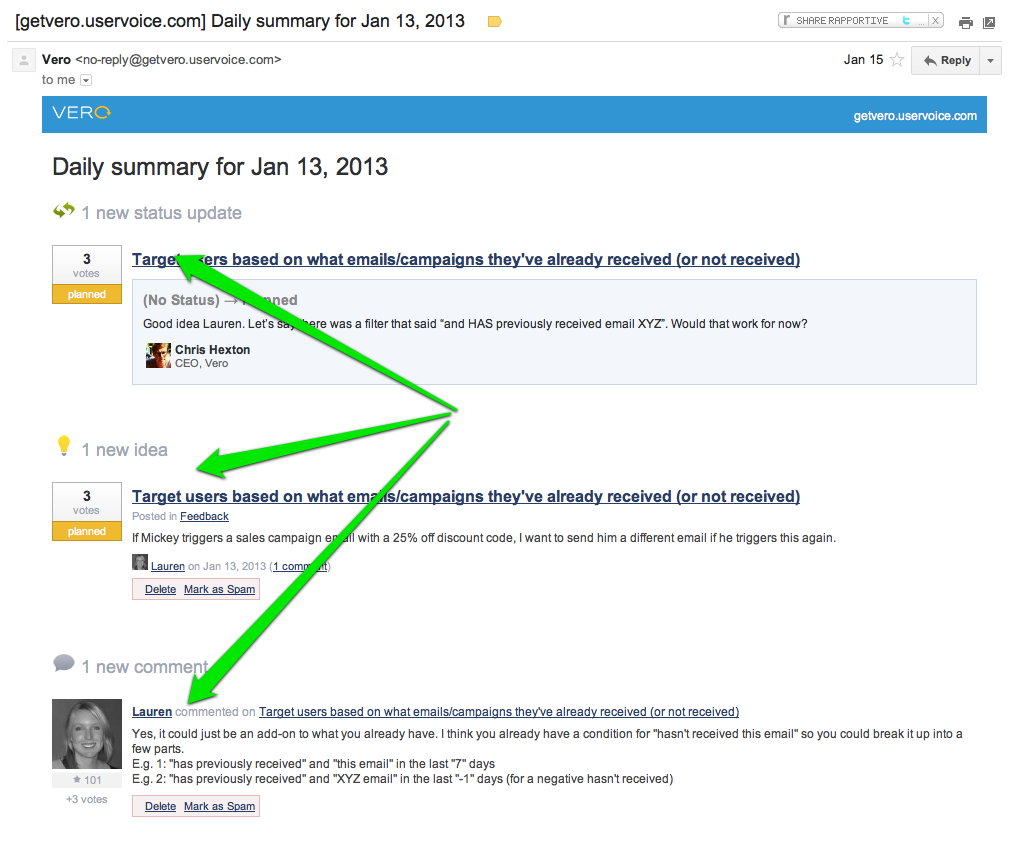 [getvero.uservoice.com] Daily summary for Jan 13, 2013
SHARE RAPPORTIVE ... X
Vero <no-reply@getvero.uservoice.com>
Jan 15
Reply
to me
VERO
getvero.uservoice.com
Daily summary for Jan 13, 2013
1 new status update
3
votes
planned
Target users based on what emails/campaigns they've already received (or not received)
(No Status) → Planned
Good idea Lauren. Let's say there was a filter that said “and HAS previously received email XYZ”. Would that work for now?
Chris Hexton
CEO, Vero
1 new idea
3
votes
planned
Target users based on what emails/campaigns they've already received (or not received)
Posted in Feedback
If Mickey triggers a sales campaign email with a 25% off discount code, I want to send him a different email if he triggers this again.
Lauren on Jan 13, 2013 (1 comment)
Delete Mark as Spam
1 new comment
Lauren commented on Target users based on what emails/campaigns they've already received (or not received)
Yes, it could just be an add-on to what you already have. I think you already have a condition for "hasn't received this email" so you could break it up into a
few parts.
E.g. 1: "has previously received" and "this email" in the last "7" days
E.g. 2: "has previously received" and "XYZ email" in the last "-1" days (for a negative hasn't received)
★ 101
+3 votes
Delete Mark as Spam